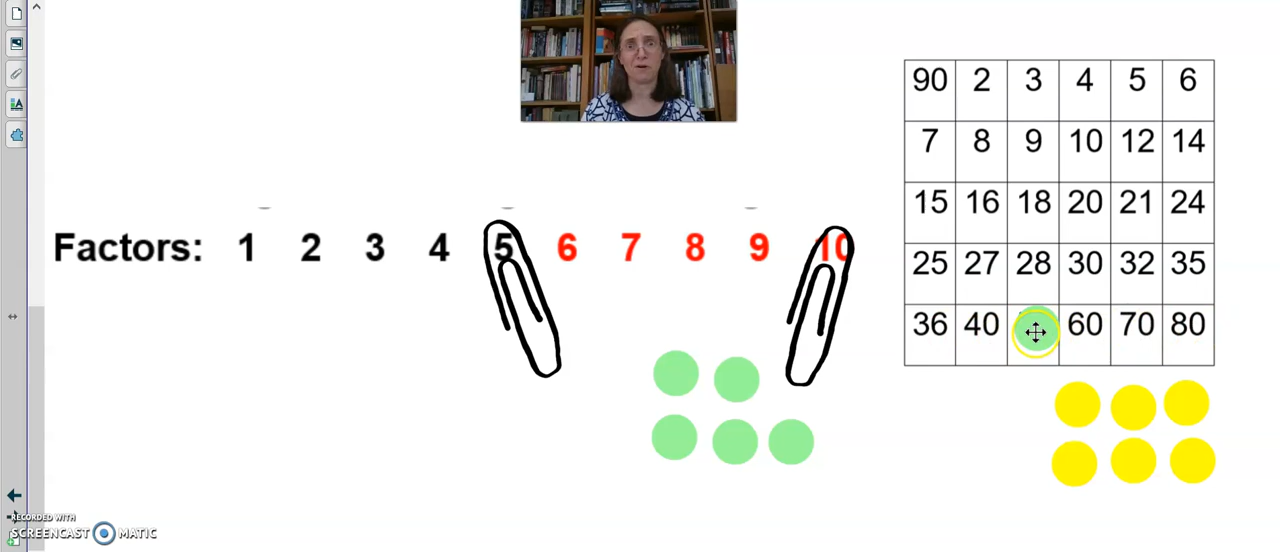 90 2 3 4 5 6
7 8 9 10 12 14
15 16 18 20 21 24
25 27 28 30 32 35
36 40 60 70 80
Factors: 1 2 3 4 5 6 7 8 9 10
RECORDED WITH
SCREENCAST MATIC